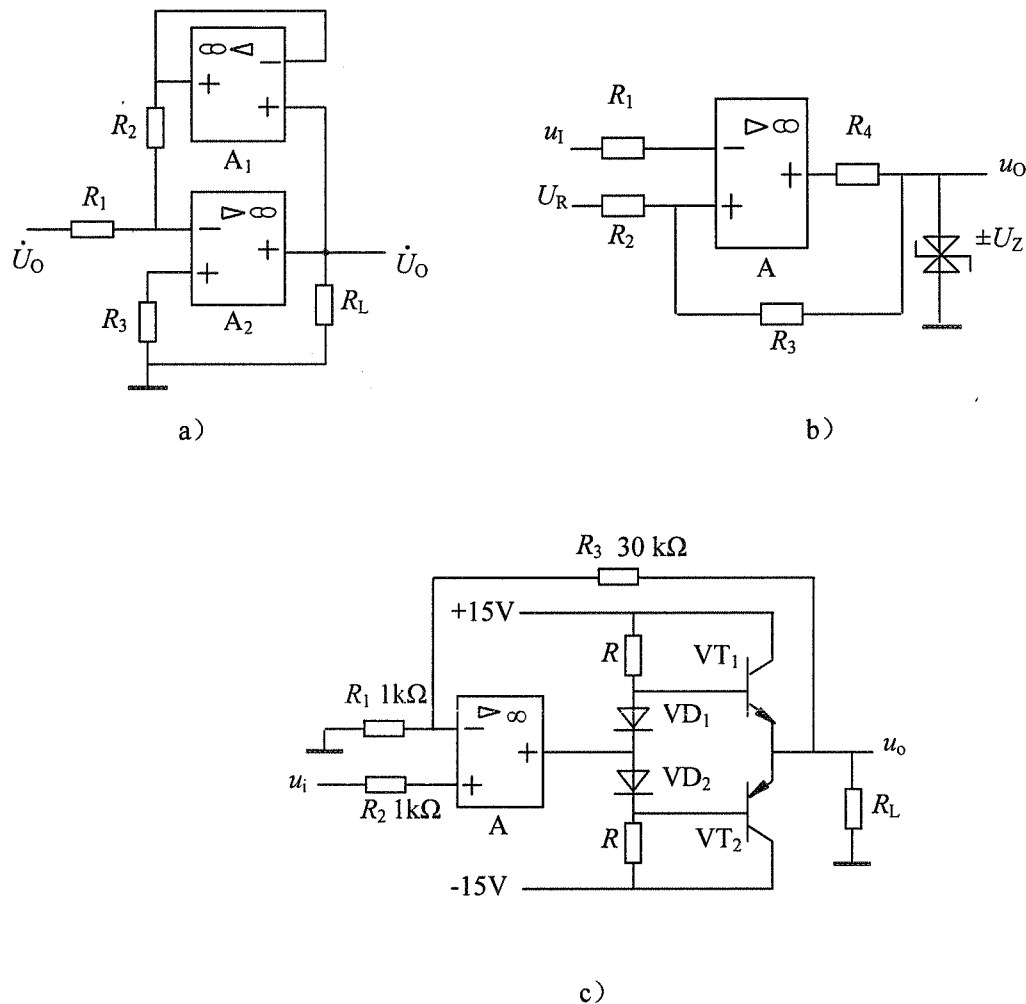 ∞ ▷ −
+
+
R₂
A₁
R₁
▷ ∞
−
+
+
U̇O
U̇O
R₃
A₂
RL
a）
R₁
R₄
uI
▷ ∞
−
+
uO
UR
+
R₂
A
±UZ
R₃
b）
R₃ 30 kΩ
+15V
R
VT₁
R₁ 1kΩ
▷ ∞
−
VD₁
+
uo
ui
+
VD₂
R₂ 1kΩ
A
R
VT₂
RL
-15V
c）